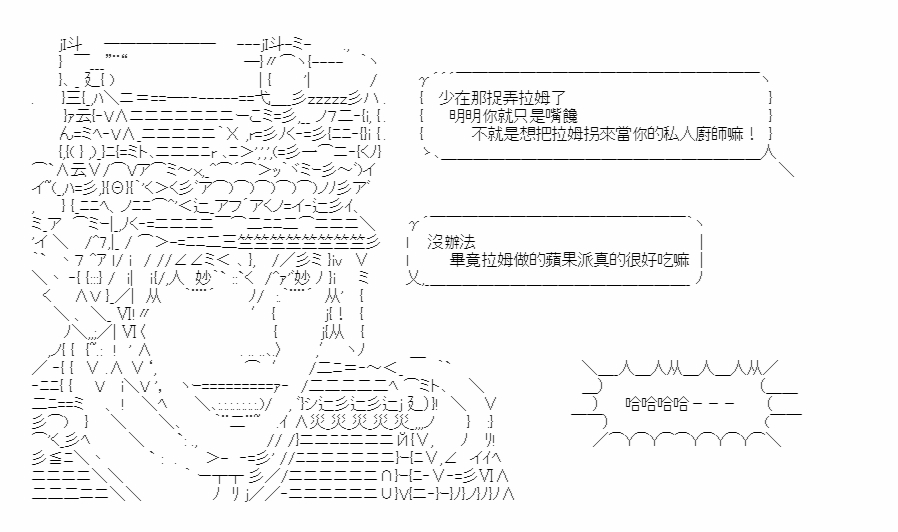 少在那捉弄拉姆了
明明你就只是嘴饞
不就是想把拉姆拐來當你的私人廚師嘛！
沒辦法
畢竟拉姆做的蘋果派真的很好吃嘛
哈哈哈哈－－－